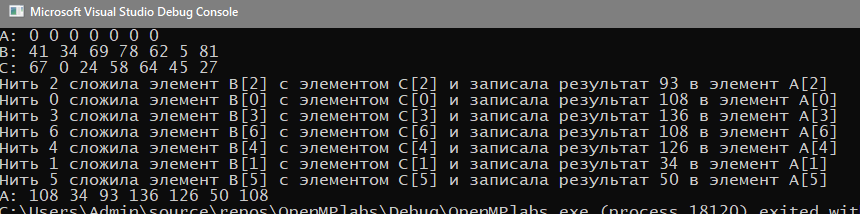 Microsoft Visual Studio Debug Console
A: 0 0 0 0 0 0 0
B: 41 34 69 78 62 5 81
C: 67 0 24 58 64 45 27
Нить 2 сложила элемент B[2] с элементом C[2] и записала результат 93 в элемент A[2]
Нить 0 сложила элемент B[0] с элементом C[0] и записала результат 108 в элемент A[0]
Нить 3 сложила элемент B[3] с элементом C[3] и записала результат 136 в элемент A[3]
Нить 6 сложила элемент B[6] с элементом C[6] и записала результат 108 в элемент A[6]
Нить 4 сложила элемент B[4] с элементом C[4] и записала результат 126 в элемент A[4]
Нить 1 сложила элемент B[1] с элементом C[1] и записала результат 34 в элемент A[1]
Нить 5 сложила элемент B[5] с элементом C[5] и записала результат 50 в элемент A[5]
A: 108 34 93 136 126 50 108
C:\Users\Admin\source\repos\OpenMPlabs\Debug\OpenMPlabs.exe (process 18120) exited wit